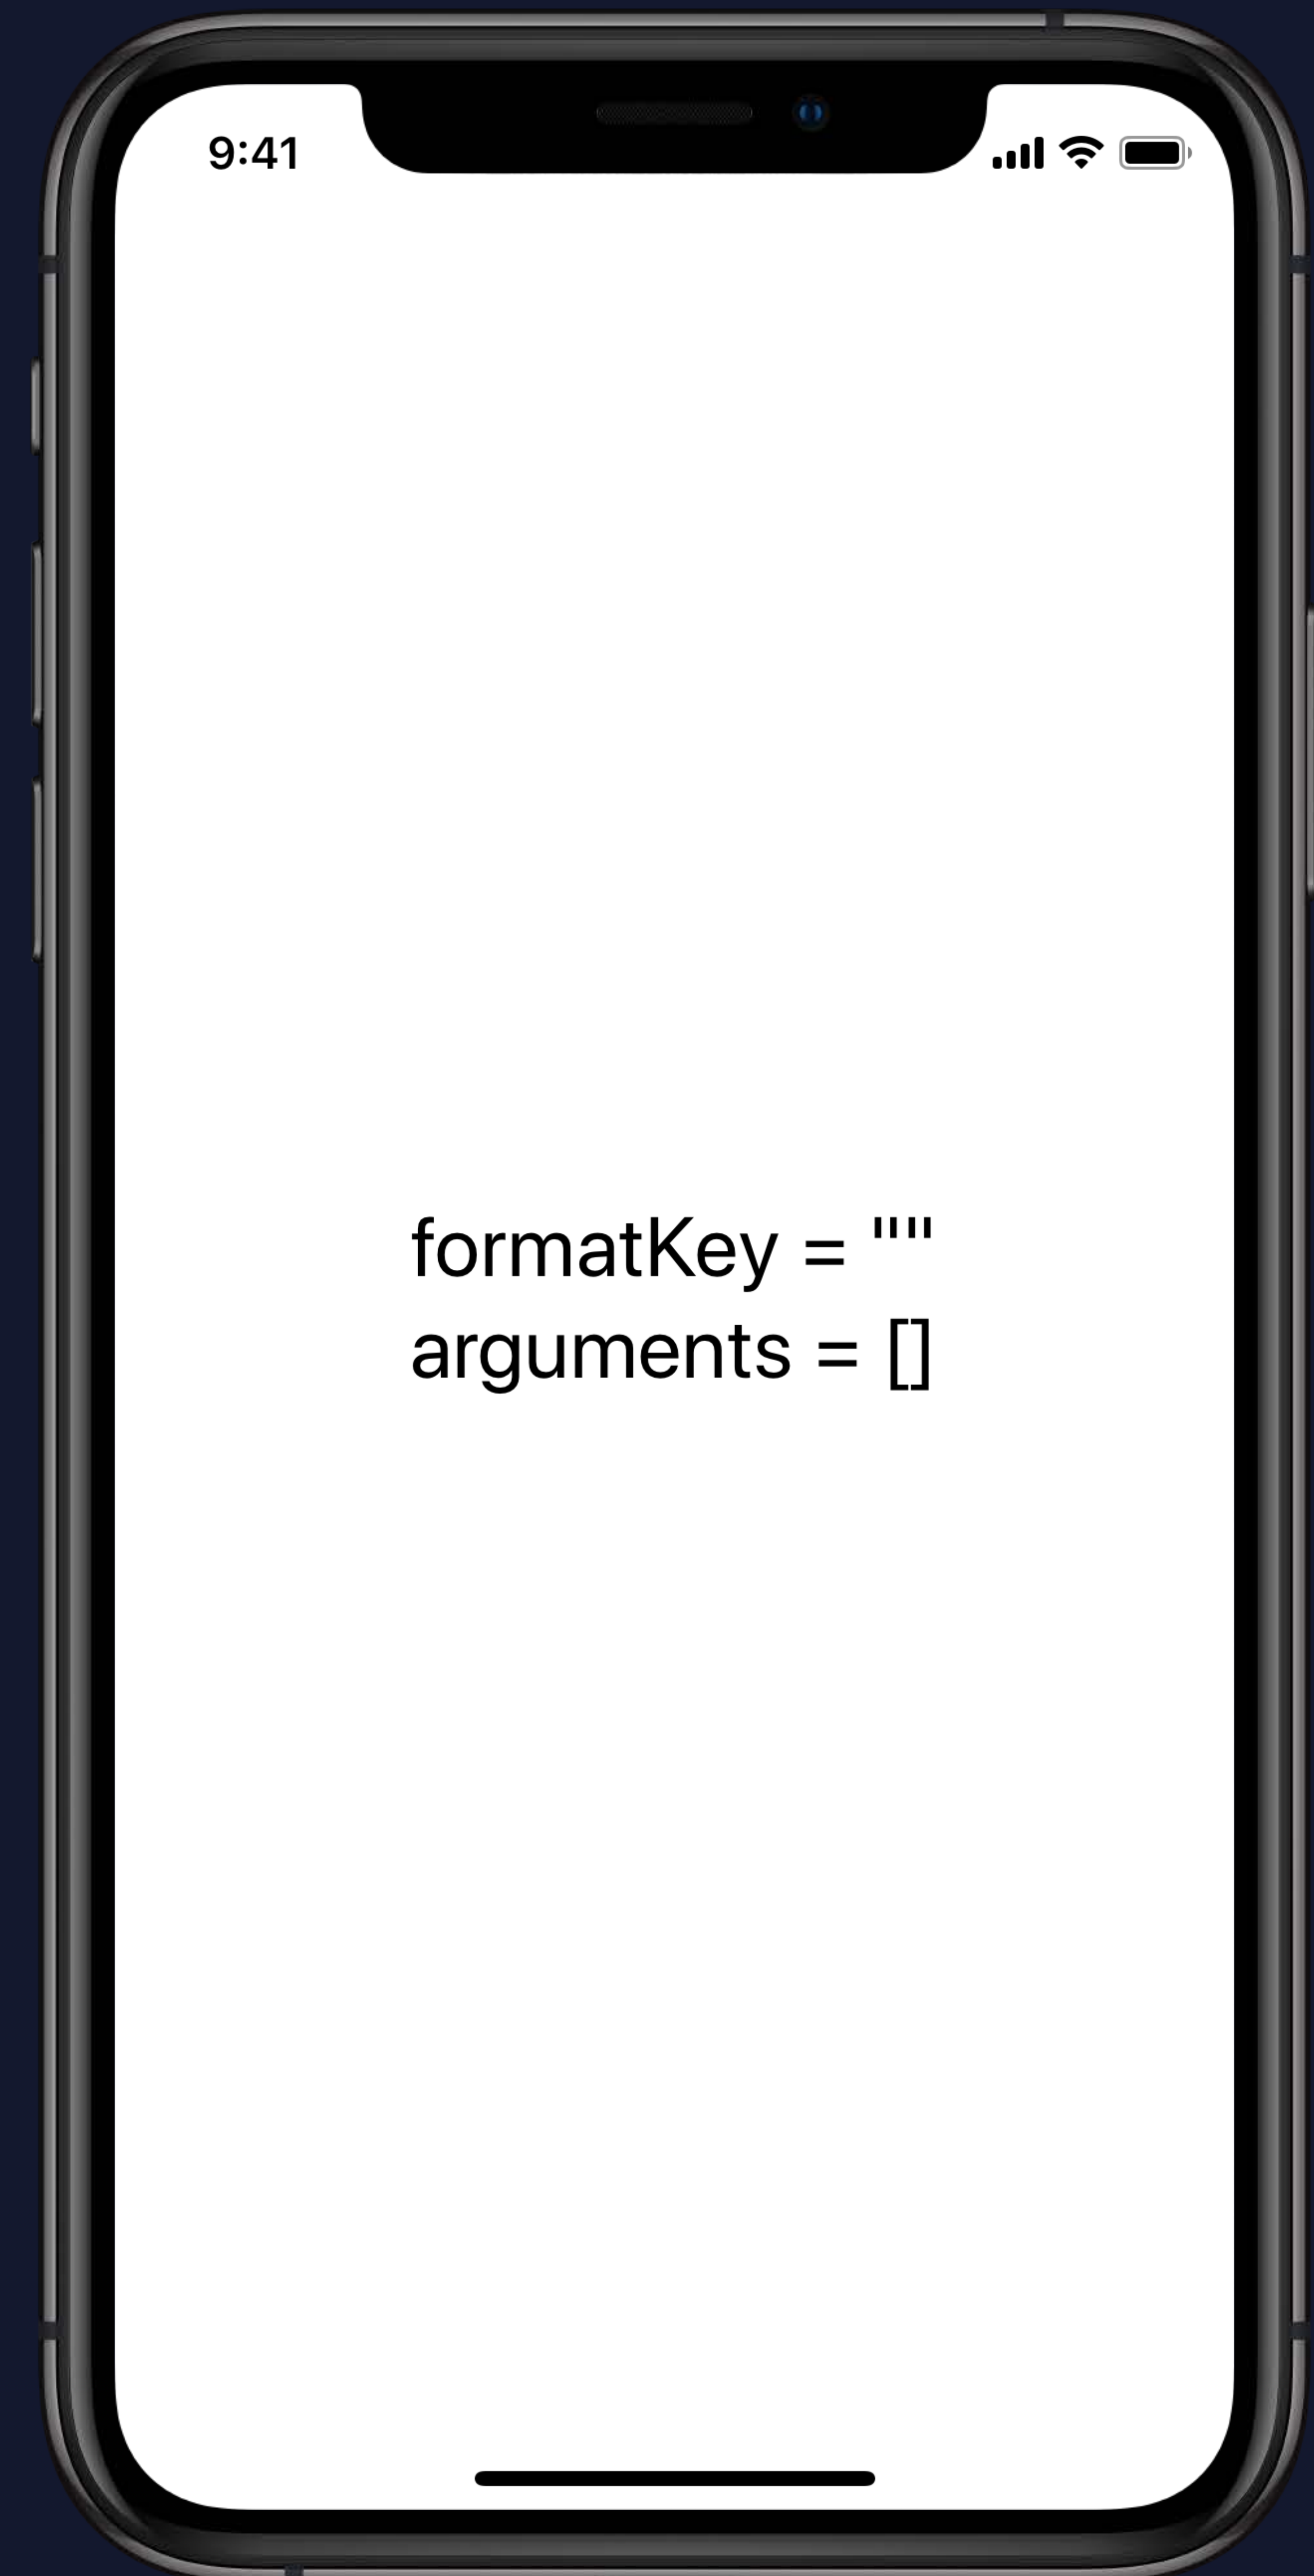 9:41
formatKey = ""
arguments = []